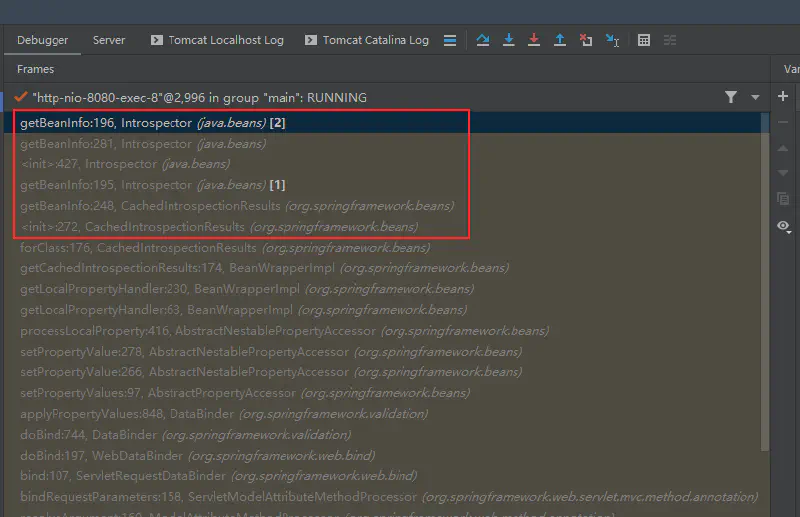 Debugger Server Tomcat Localhost Log Tomcat Catalina Log
Frames Var
"http-nio-8080-exec-8"@2,996 in group "main": RUNNING
getBeanInfo:196, Introspector (java.beans) [2]
getBeanInfo:281, Introspector (java.beans)
<init>:427, Introspector (java.beans)
getBeanInfo:195, Introspector (java.beans) [1]
getBeanInfo:248, CachedIntrospectionResults (org.springframework.beans)
<init>:272, CachedIntrospectionResults (org.springframework.beans)
forClass:176, CachedIntrospectionResults (org.springframework.beans)
getCachedIntrospectionResults:174, BeanWrapperImpl (org.springframework.beans)
getLocalPropertyHandler:230, BeanWrapperImpl (org.springframework.beans)
getLocalPropertyHandler:63, BeanWrapperImpl (org.springframework.beans)
processLocalProperty:416, AbstractNestablePropertyAccessor (org.springframework.beans)
setPropertyValue:278, AbstractNestablePropertyAccessor (org.springframework.beans)
setPropertyValue:266, AbstractNestablePropertyAccessor (org.springframework.beans)
setPropertyValues:97, AbstractPropertyAccessor (org.springframework.beans)
applyPropertyValues:848, DataBinder (org.springframework.validation)
doBind:744, DataBinder (org.springframework.validation)
doBind:197, WebDataBinder (org.springframework.web.bind)
bind:107, ServletRequestDataBinder (org.springframework.web.bind)
bindRequestParameters:158, ServletModelAttributeMethodProcessor (org.springframework.web.servlet.mvc.method.annotation)